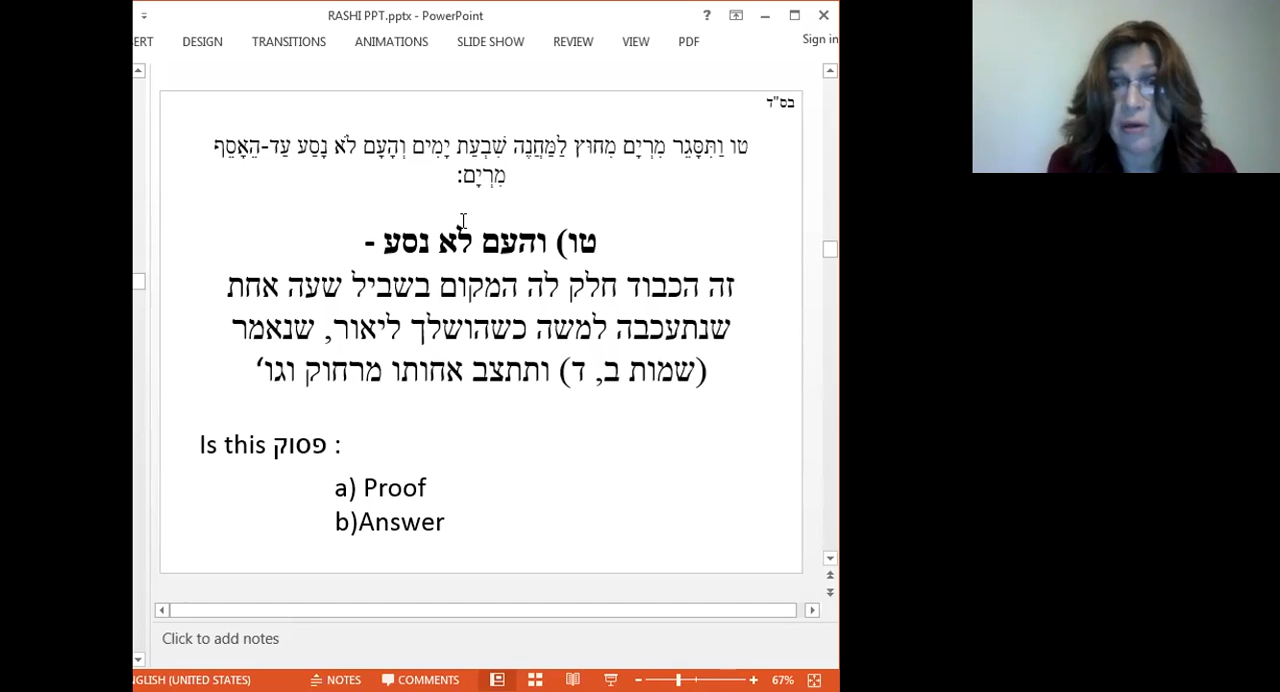 RASHI PPT.pptx - PowerPoint
?
ERT DESIGN TRANSITIONS ANIMATIONS SLIDE SHOW REVIEW VIEW PDF Sign in
בס"ד
טו וַתִּסָּגֵר מִרְיָם מִחוּץ לַמַּחֲנֶה שִׁבְעַת יָמִים וְהָעָם לֹא נָסַע עַד-הֵאָסֵף
מִרְיָם:
טו) והעם לא נסע -
זה הכבוד חלק לה המקום בשביל שעה אחת
שנתעכבה למשה כשהושלך ליאור, שנאמר
(שמות ב, ד) ותתצב אחותו מרחוק וגו‘
Is this פסוק :
a) Proof
b)Answer
Click to add notes
NGLISH (UNITED STATES) NOTES COMMENTS 67%